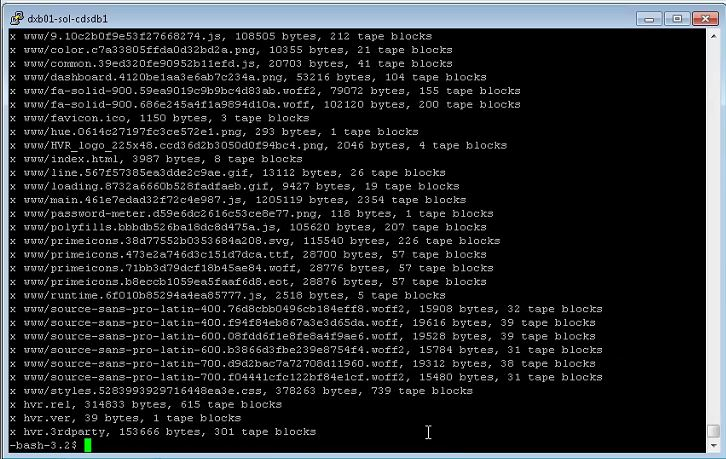 dxb01-sol-cdsdb1
x www/9.10c2b0f9e53f27668274.js, 108505 bytes, 212 tape blocks
x www/color.c7a33805ffda0d32bd2a.png, 10355 bytes, 21 tape blocks
x www/common.39ed320fe90952b11efd.js, 20703 bytes, 41 tape blocks
x www/dashboard.4120be1aa3e6ab7c234a.png, 53216 bytes, 104 tape blocks
x www/fa-solid-900.59ea9019c9b9bc4d83ab.woff2, 79072 bytes, 155 tape blocks
x www/fa-solid-900.686e245a4f1a9894d10a.woff, 102120 bytes, 200 tape blocks
x www/favicon.ico, 1150 bytes, 3 tape blocks
x www/hue.0614c27197fc3ce572e1.png, 293 bytes, 1 tape blocks
x www/HVR_logo_225x48.ccd36d2b3050d0f94bc4.png, 2046 bytes, 4 tape blocks
x www/index.html, 3987 bytes, 8 tape blocks
x www/line.567f57385ea3dde2c9ae.gif, 13112 bytes, 26 tape blocks
x www/loading.8732a6660b528fadfaeb.gif, 9427 bytes, 19 tape blocks
x www/main.461e7edad32f72c4e987.js, 1205119 bytes, 2354 tape blocks
x www/password-meter.d59e6dc2616c53ce8e77.png, 118 bytes, 1 tape blocks
x www/polyfills.bbbdb526ba18dc8d475a.js, 105620 bytes, 207 tape blocks
x www/primeicons.38d77552b0353684a208.svg, 115540 bytes, 226 tape blocks
x www/primeicons.473e2a746d3c151d7dca.ttf, 28700 bytes, 57 tape blocks
x www/primeicons.71bb3d79dcf18b45ae84.woff, 28776 bytes, 57 tape blocks
x www/primeicons.b8eccb1059ea5faaf6d8.eot, 28876 bytes, 57 tape blocks
x www/runtime.6f010b85294a4ea85777.js, 2518 bytes, 5 tape blocks
x www/source-sans-pro-latin-400.76d8cbb0496cb184eff8.woff2, 15908 bytes, 32 tape blocks
x www/source-sans-pro-latin-400.f94f84eb867a3e3d65da.woff, 19616 bytes, 39 tape blocks
x www/source-sans-pro-latin-600.08fdd6f1e8fe8a4f9ae6.woff, 19528 bytes, 39 tape blocks
x www/source-sans-pro-latin-600.b3866d3fbe239e8754f4.woff2, 15784 bytes, 31 tape blocks
x www/source-sans-pro-latin-700.d9d2bac7a72708d11960.woff, 19312 bytes, 38 tape blocks
x www/source-sans-pro-latin-700.f04441cfc122bf84e1cf.woff2, 15480 bytes, 31 tape blocks
x www/styles.5283993929716448ea3e.css, 378263 bytes, 739 tape blocks
x hvr.rel, 314833 bytes, 615 tape blocks
x hvr.ver, 39 bytes, 1 tape blocks
x hvr.3rdparty, 153666 bytes, 301 tape blocks
-bash-3.2$